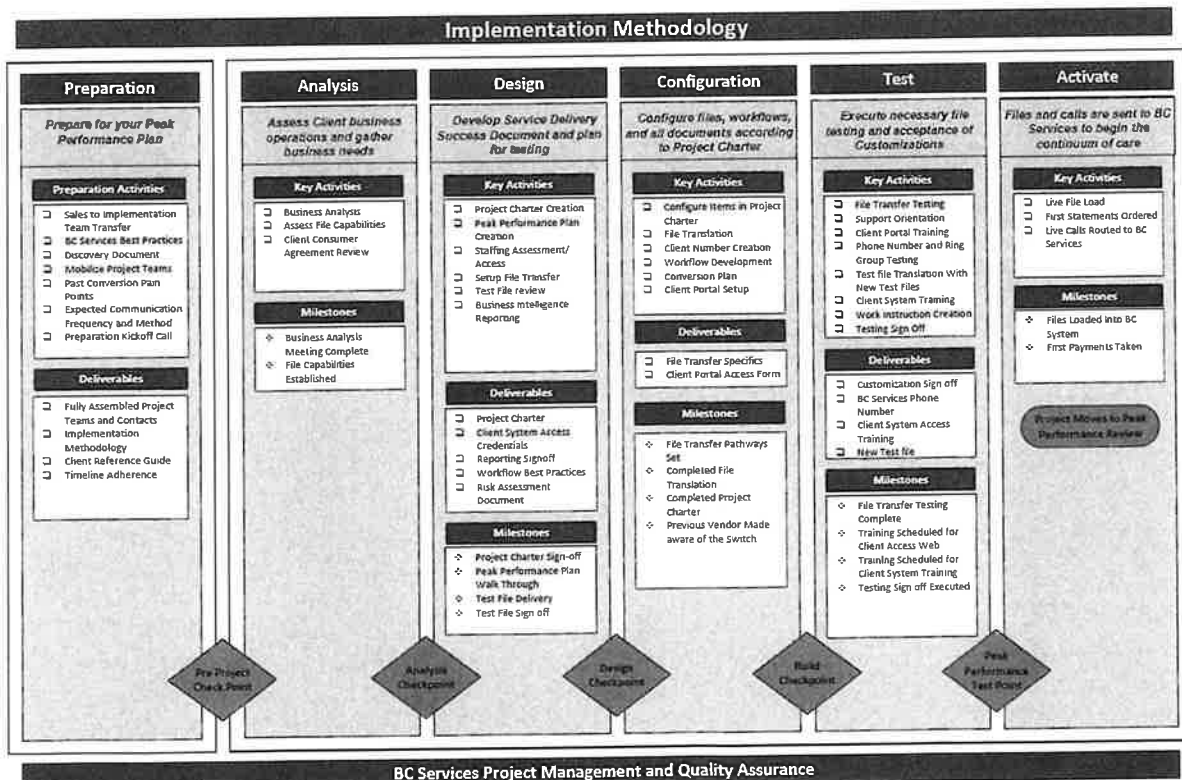 Implementation Methodology
Preparation
Prepare for your Peak
Performance Plan
Preparation Activities
Sales to Implementation
Team Transfer
BC Services Best Practices
Discovery Document
Mobilize Project Teams
Past Conversion Pain
Points
Expected Communication
Frequency and Method
Preparation Kickoff Call
Deliverables
Fully Assembled Project
Teams and Contacts
Implementation
Methodology
Client Reference Guide
Timeline Adherence
Pre-Project
Check Point
Analysis
Assess Client business
operations and gather
business needs
Key Activities
Business Analysis
Assess File Capabilities
Client Consumer
Agreement Review
Milestones
Business Analysis
Meeting Complete
File Capabilities
Established
Analysis
Checkpoint
Design
Develop Service Delivery
Success Document and plan
for testing
Key Activities
Project Charter Creation
Peak Performance Plan
Creation
Staffing Assessment/
Access
Setup File Transfer
Test File review
Business Intelligence
Reporting
Deliverables
Project Charter
Client System Access
Credentials
Reporting Signoff
Workflow Best Practices
Risk Assessment
Document
Milestones
Project Charter Sign-off
Peak Performance Plan
Walk Through
Test File Delivery
Test File Sign off
Design
Checkpoint
Configuration
Configure files, workflows,
and all documents according
to Project Charter
Key Activities
Configure Items in Project
Charter
File Translation
Client Number Creation
Workflow Development
Conversion Plan
Client Portal Setup
Deliverables
File Transfer Specifics
Client Portal Access Form
Milestones
File Transfer Pathways
Set
Completed File
Translation
Completed Project
Charter
Previous Vendor Made
aware of the Switch
Build
Checkpoint
Test
Execute necessary file
testing and acceptance of
Customizations
Key Activities
File Transfer Testing
Support Orientation
Client Portal Training
Phone Number and Ring
Group Testing
Test file Translation With
New Test Files
Client System Training
Work Instruction Creation
Testing Sign Off
Deliverables
Customization Sign off
BC Services Phone
Number
Client System Access
Training
New Test file
Milestones
File Transfer Testing
Complete
Training Scheduled for
Client Access Web
Training Scheduled for
Client System Training
Testing Sign off Executed
Peak
Performance
Test Point
Activate
Files and calls are sent to BC
Services to begin the
continuum of care
Key Activities
Live File Load
First Statements Ordered
Live Calls Routed to BC
Services
Milestones
Files Loaded into BC
System
First Payments Taken
Project Moves to Peak
Performance Review
BC Services Project Management and Quality Assurance